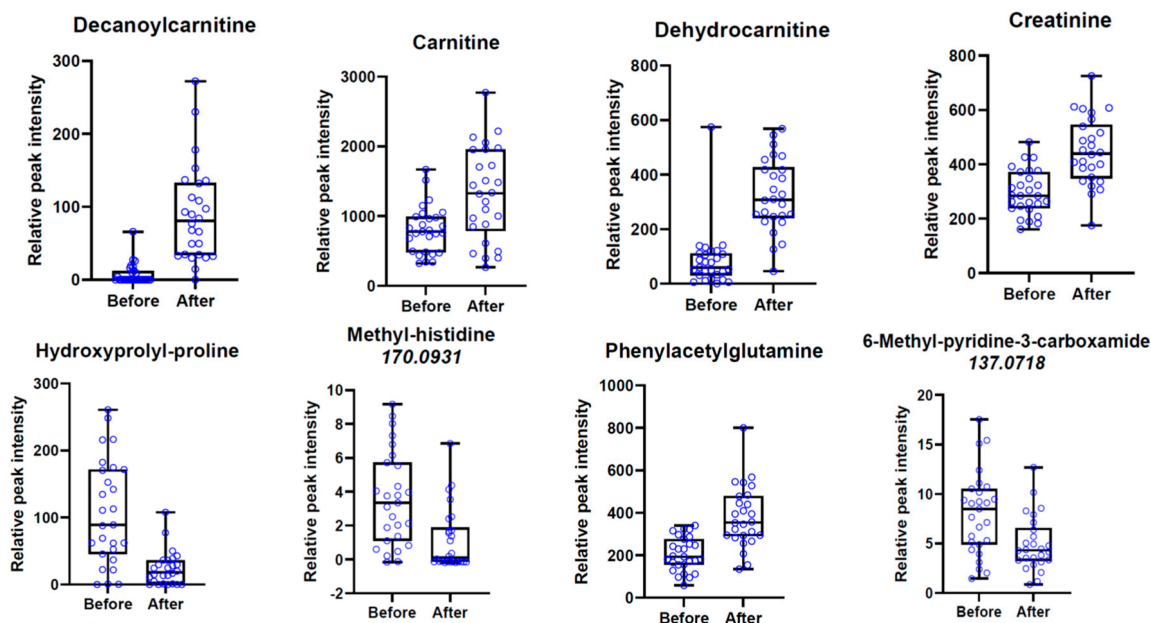 Decanoylcarnitine
Relative peak intensity
300
200
100
0
Before After
Carnitine
Relative peak intensity
3000
2000
1000
0
Before After
Dehydrocarnitine
Relative peak intensity
800
600
400
200
0
Before After
Creatinine
Relative peak intensity
800
600
400
200
0
Before After
Hydroxyprolyl-proline
Relative peak intensity
300
200
100
0
Before After
Methyl-histidine
170.0931
Relative peak intensity
10
8
6
4
2
0
-2
Before After
Phenylacetylglutamine
Relative peak intensity
1000
800
600
400
200
0
Before After
6-Methyl-pyridine-3-carboxamide
137.0718
Relative peak intensity
20
15
10
5
0
Before After